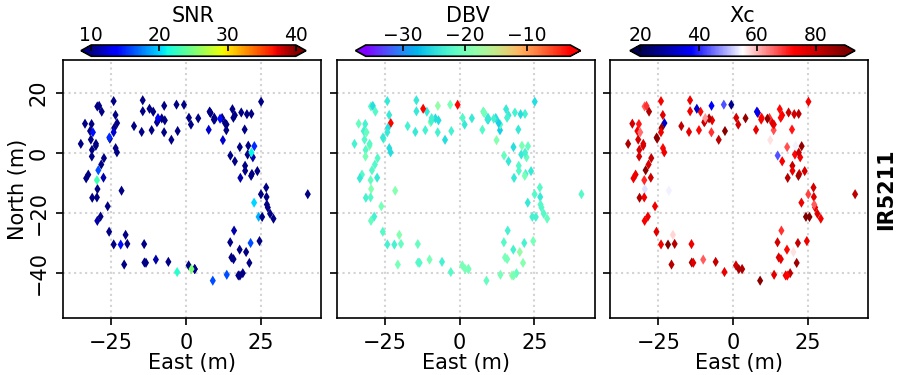 SNR DBV Xc
10 20 30 40 −30 −20 −10 20 40 60 80
20
0
−20
−40
North (m)
−25 0 25 −25 0 25 −25 0 25
East (m) East (m) East (m)
IR5211